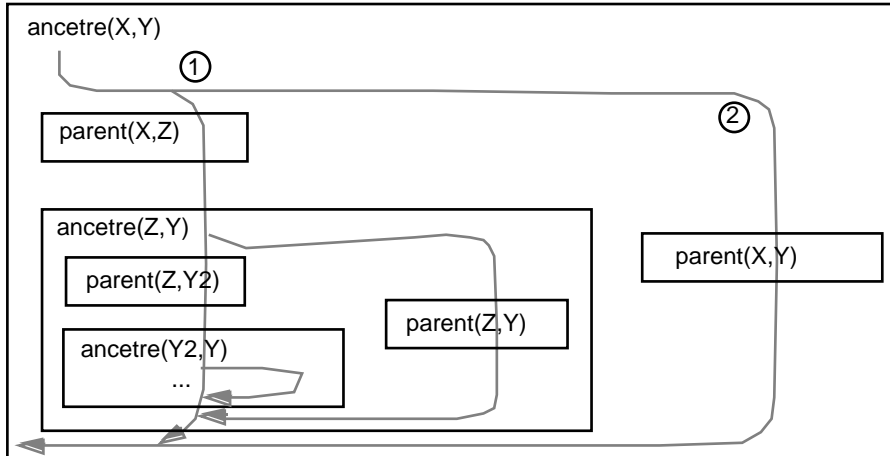 ancetre(X,Y)
1
2
parent(X,Z)
ancetre(Z,Y)
parent(X,Y)
parent(Z,Y2)
parent(Z,Y)
ancetre(Y2,Y)
...